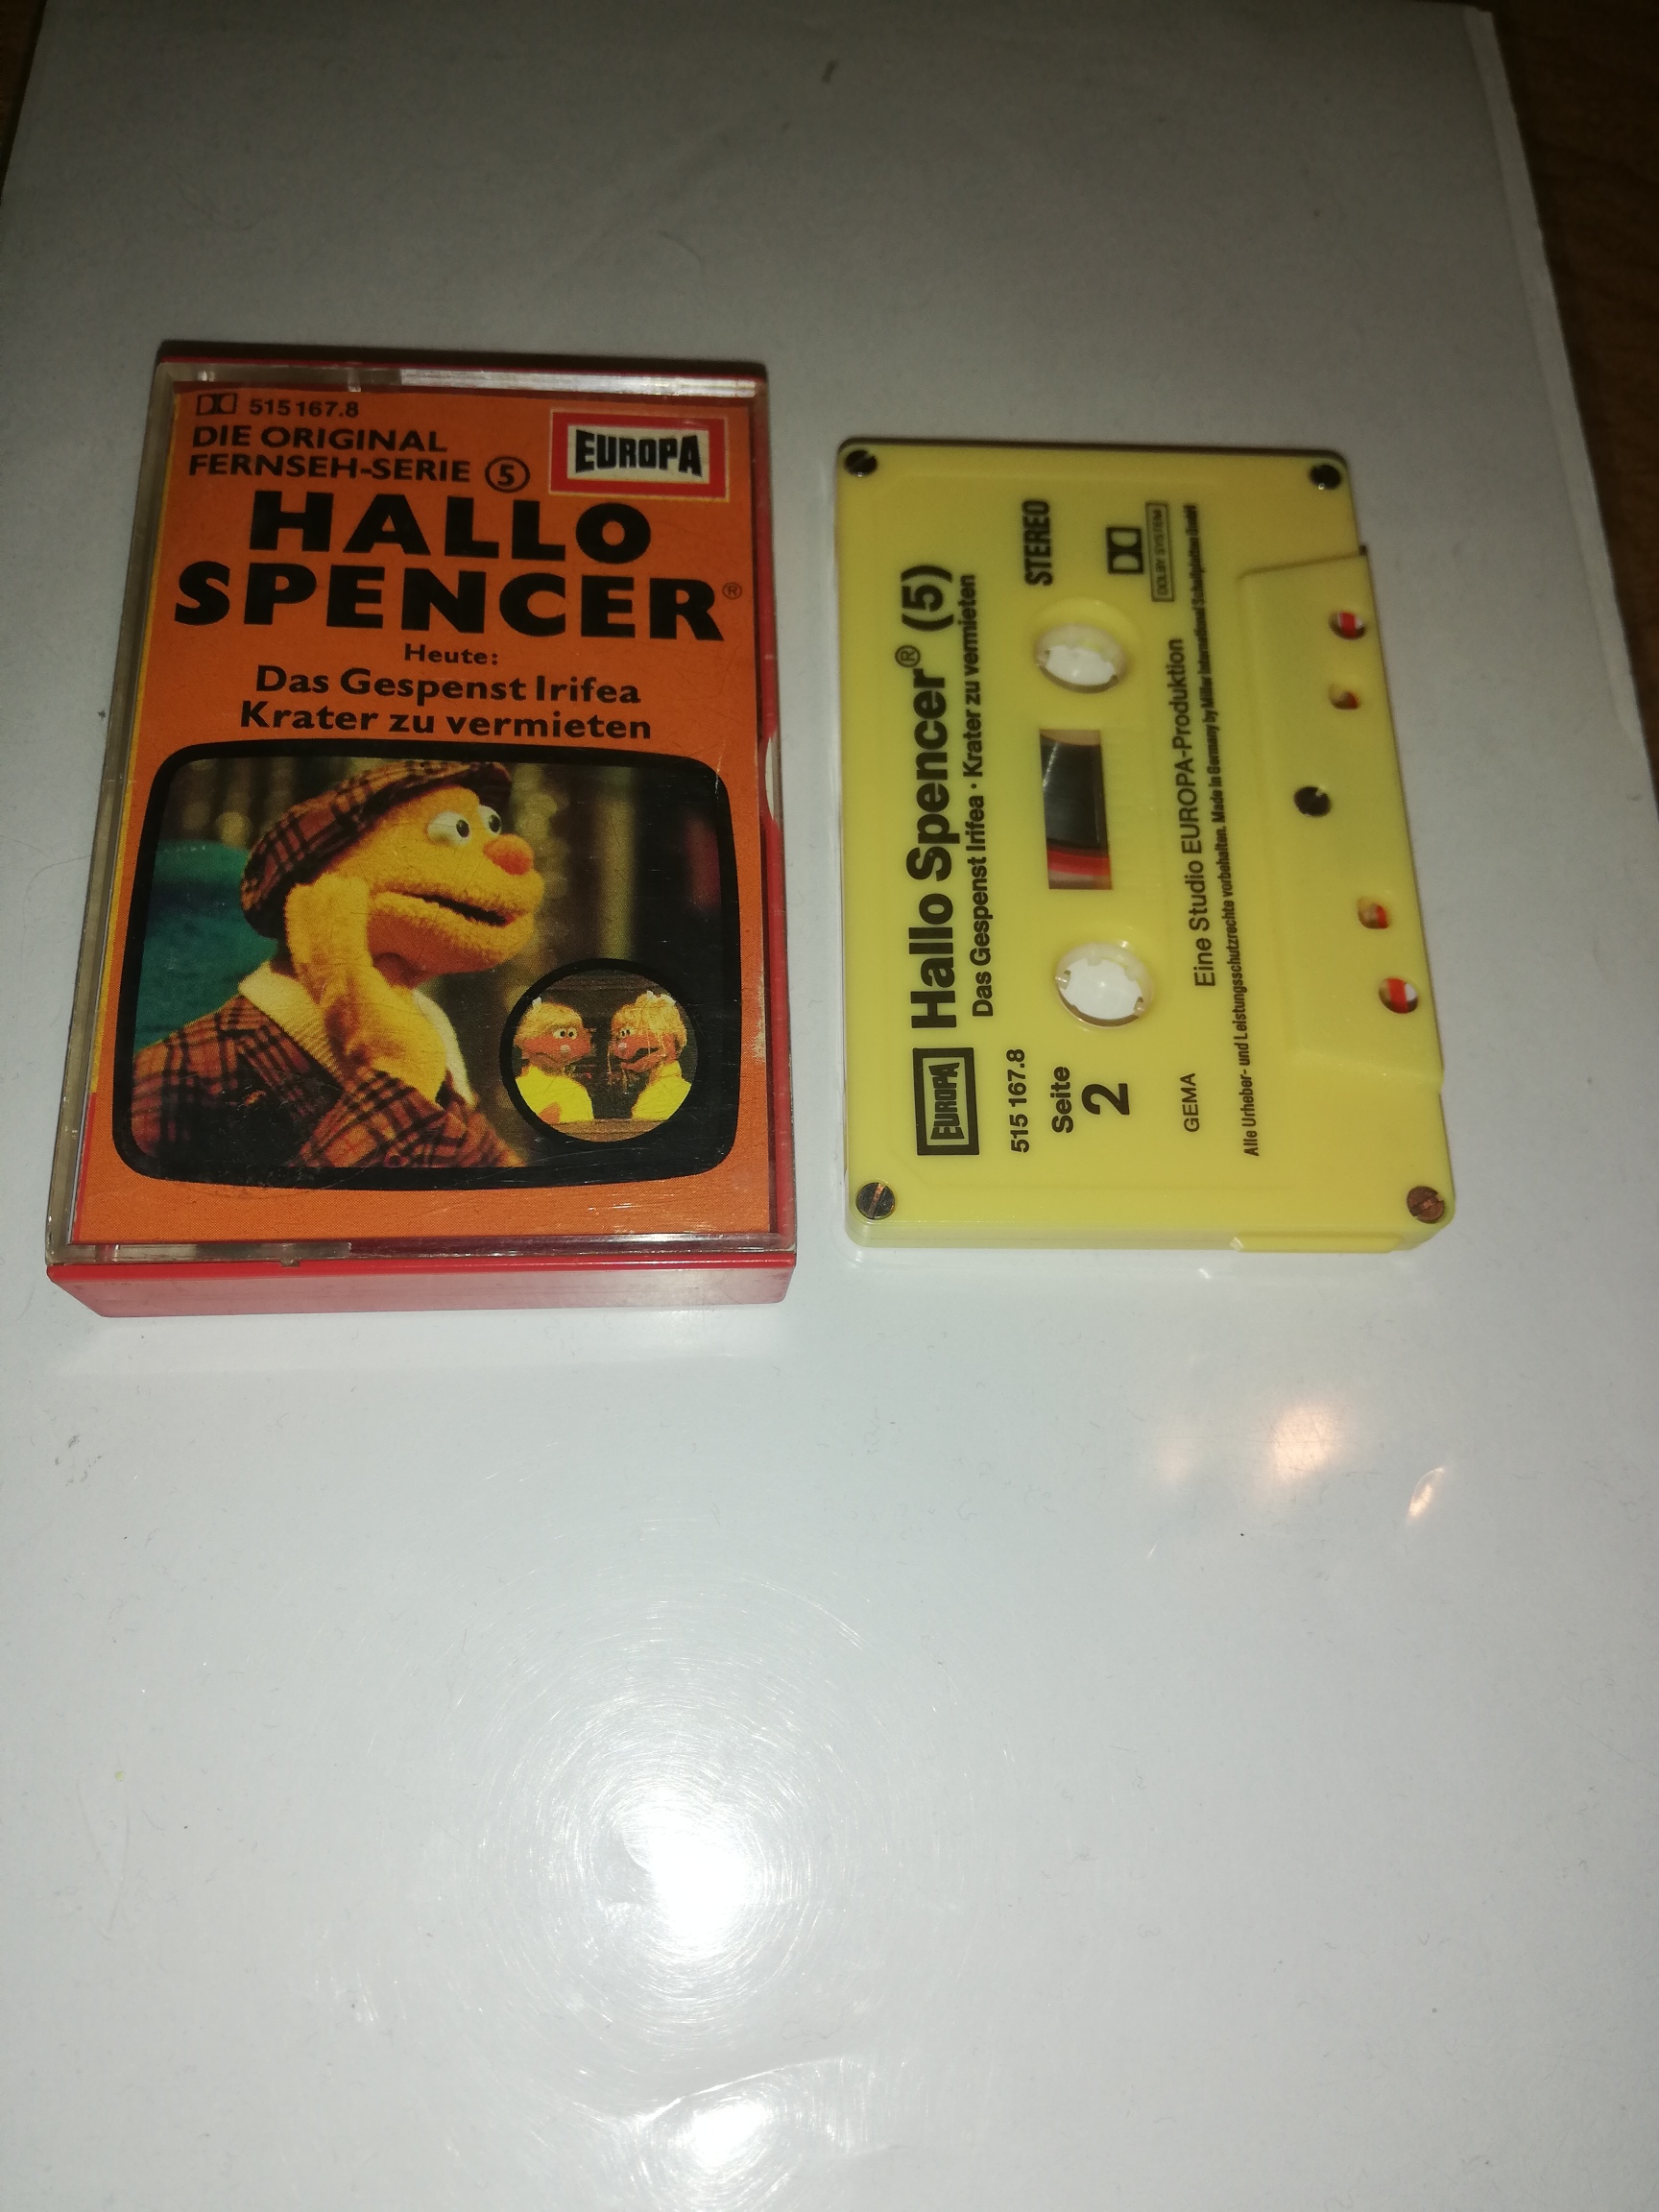 515 167.8
DIE ORIGINAL
FERNSEH-SERIE 5
EUROPA
HALLO
SPENCER®
Heute:
Das Gespenst Irifea
Krater zu vermieten
EUROPA Hallo Spencer® (5)
Das Gespenst Irifea · Krater zu vermieten
515 167.8
STEREO
Seite
2
DOLBY SYSTEM
GEMA
Eine Studio EUROPA-Produktion
Alle Urheber- und Leistungsschutzrechte vorbehalten. Made in Germany by Miller International Schallplatten GmbH